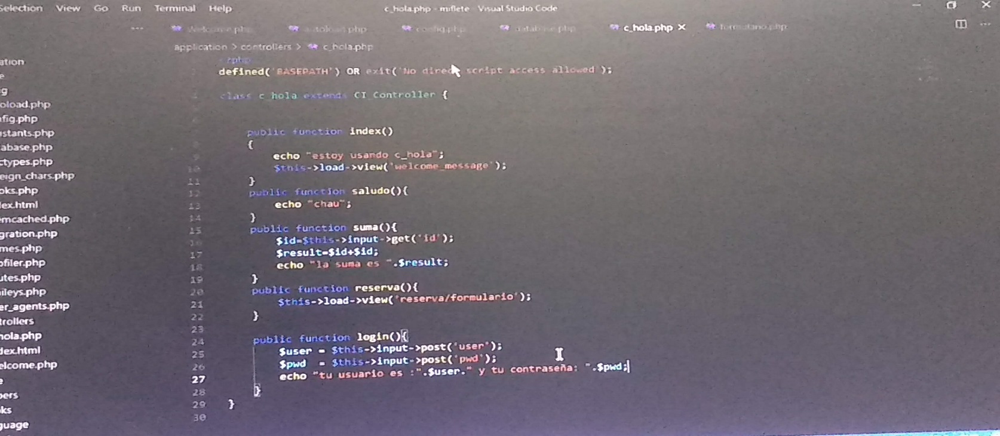 Selection View Go Run Terminal Help c_hola.php - miflete - Visual Studio Code
... Welcome.php autoload.php config.php database.php c_hola.php × formulario.php
application > controllers > c_hola.php
<?php
defined('BASEPATH') OR exit('No direct script access allowed');
class c_hola extends CI_Controller {
public function index()
{
9 echo "estoy usando c_hola";
10 $this->load->view('welcome_message');
11 }
12 public function saludo(){
13 echo "chau";
14 }
15 public function suma(){
16 $id=$this->input->get('id');
17 $result=$id+$id;
18 echo "la suma es ".$result;
19 }
20 public function reserva(){
21 $this->load->view('reserva/formulario');
22 }
23
24 public function login(){
25 $user = $this->input->post('user');
26 $pwd = $this->input->post('pwd');
27 echo "tu usuario es :".$user." y tu contraseña: ".$pwd;
28 }
29 }
30
ation
e
g
oload.php
nfig.php
nstants.php
abase.php
ctypes.php
eign_chars.php
oks.php
dex.html
emcached.php
gration.php
mes.php
ofiler.php
utes.php
ileys.php
er_agents.php
trollers
hola.php
dex.html
elcome.php
e
pers
ks
guage